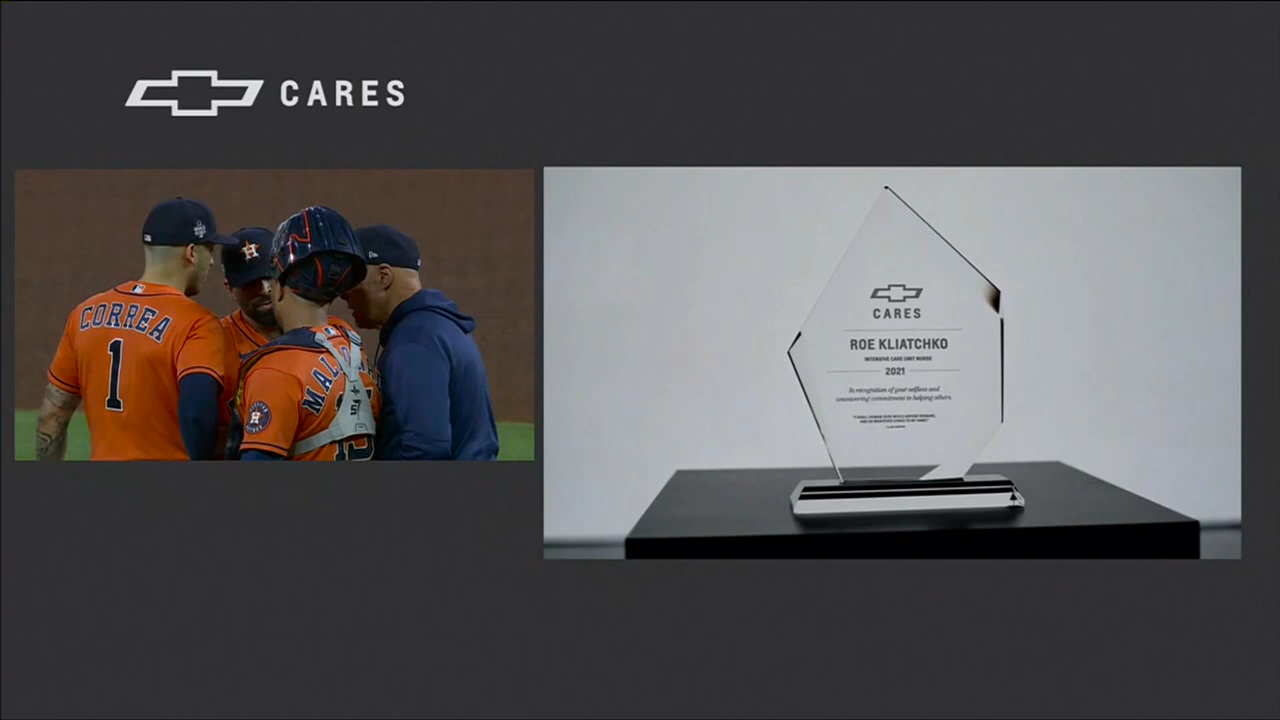 CARES
CORREA
1
H
H
CARES
ROE KLIATCHKO
INTENSIVE CARE UNIT NURSE
2021
In recognition of your selfless and
unwavering commitment to helping others.